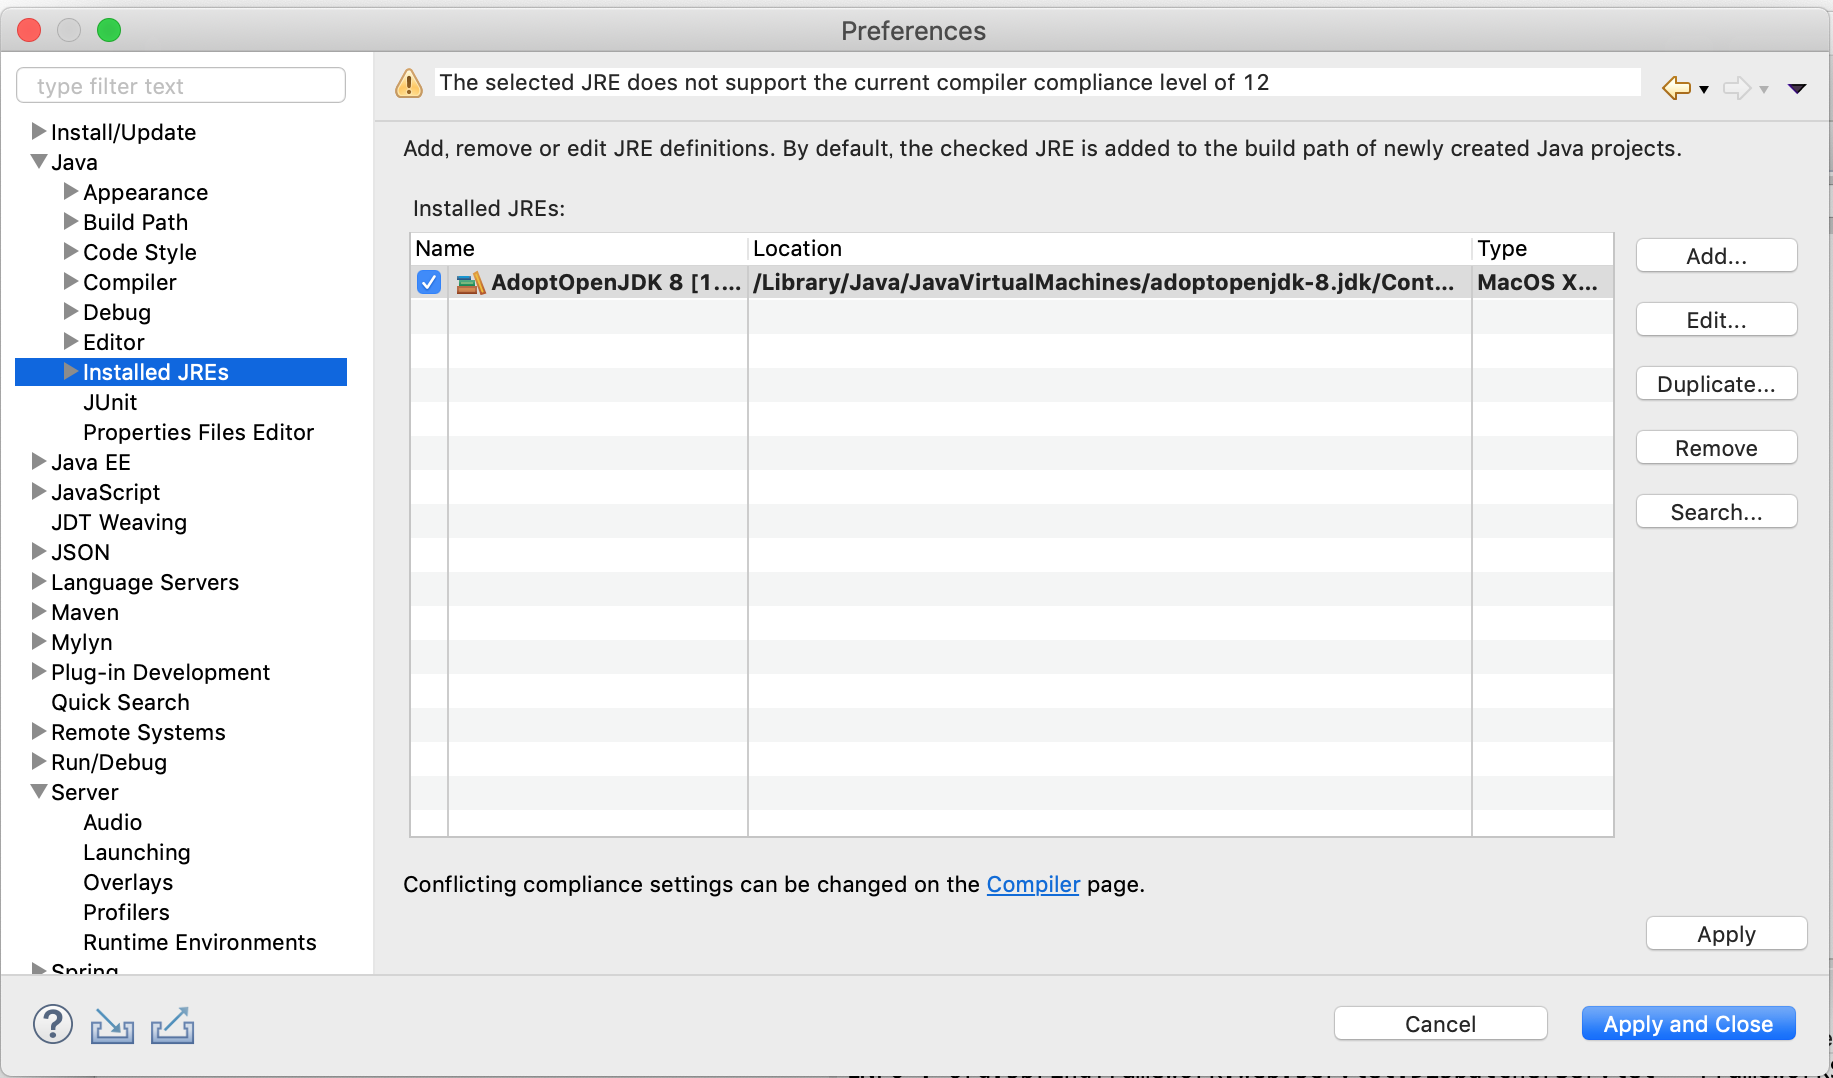 Preferences
type filter text
The selected JRE does not support the current compiler compliance level of 12
Install/Update
Java
Appearance
Build Path
Code Style
Compiler
Debug
Editor
Installed JREs
JUnit
Properties Files Editor
Java EE
JavaScript
JDT Weaving
JSON
Language Servers
Maven
Mylyn
Plug-in Development
Quick Search
Remote Systems
Run/Debug
Server
Audio
Launching
Overlays
Profilers
Runtime Environments
Spring
Add, remove or edit JRE definitions. By default, the checked JRE is added to the build path of newly created Java projects.
Installed JREs:
Name Location Type
AdoptOpenJDK 8 [1.... /Library/Java/JavaVirtualMachines/adoptopenjdk-8.jdk/Cont... MacOS X...
Add...
Edit...
Duplicate...
Remove
Search...
Conflicting compliance settings can be changed on the Compiler page.
Apply
?
Cancel
Apply and Close